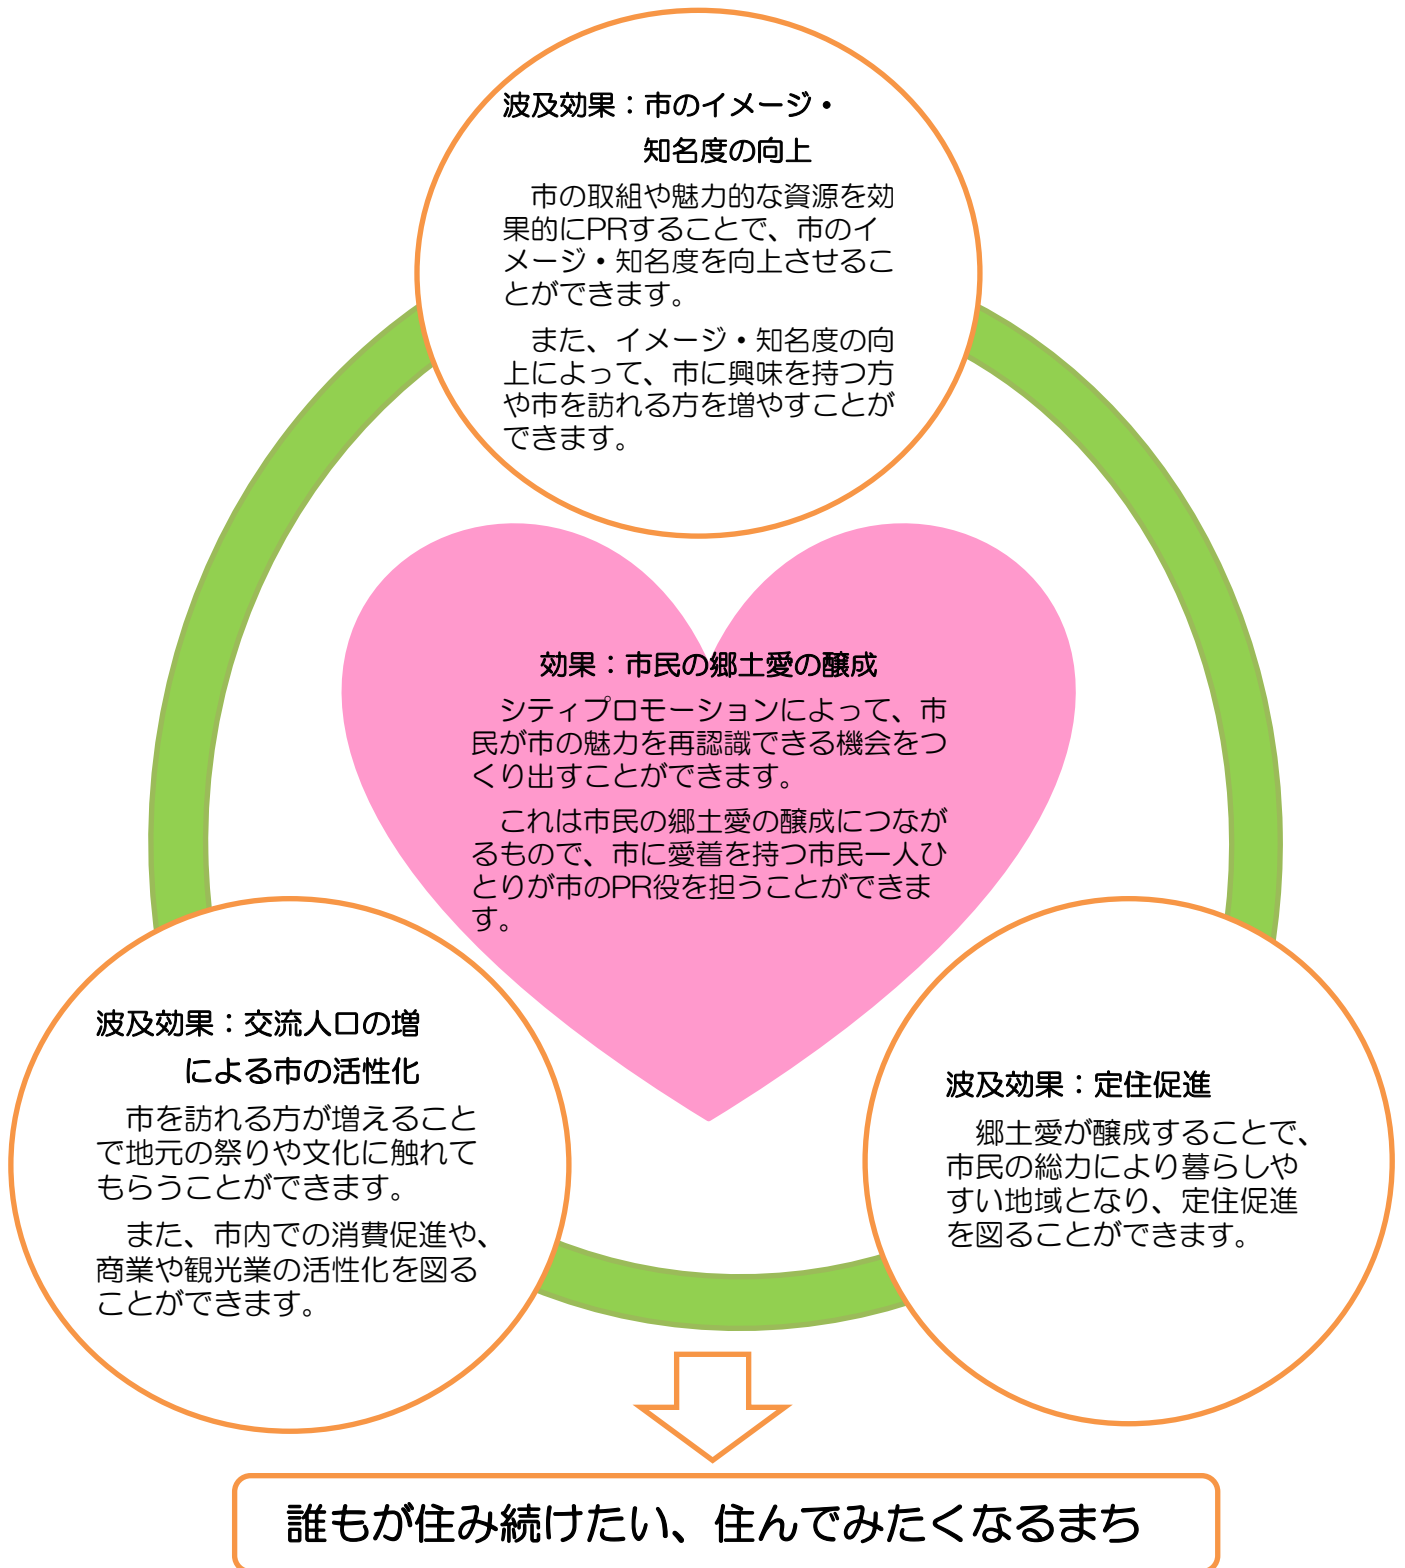 波及効果：市のイメージ・
知名度の向上
市の取組や魅力的な資源を効
果的にPRすることで、市のイ
メージ・知名度を向上させるこ
とができます。
また、イメージ・知名度の向
上によって、市に興味を持つ方
や市を訪れる方を増やすことが
できます。
効果：市民の郷土愛の醸成
シティプロモーションによって、市
民が市の魅力を再認識できる機会をつ
くり出すことができます。
これは市民の郷土愛の醸成につなが
るもので、市に愛着を持つ市民一人ひ
とりが市のPR役を担うことができま
す。
波及効果：交流人口の増
による市の活性化
市を訪れる方が増えること
で地元の祭りや文化に触れて
もらうことができます。
また、市内での消費促進や、
商業や観光業の活性化を図る
ことができます。
波及効果：定住促進
郷土愛が醸成することで、
市民の総力により暮らしや
すい地域となり、定住促進
を図ることができます。
誰もが住み続けたい、住んでみたくなるまち